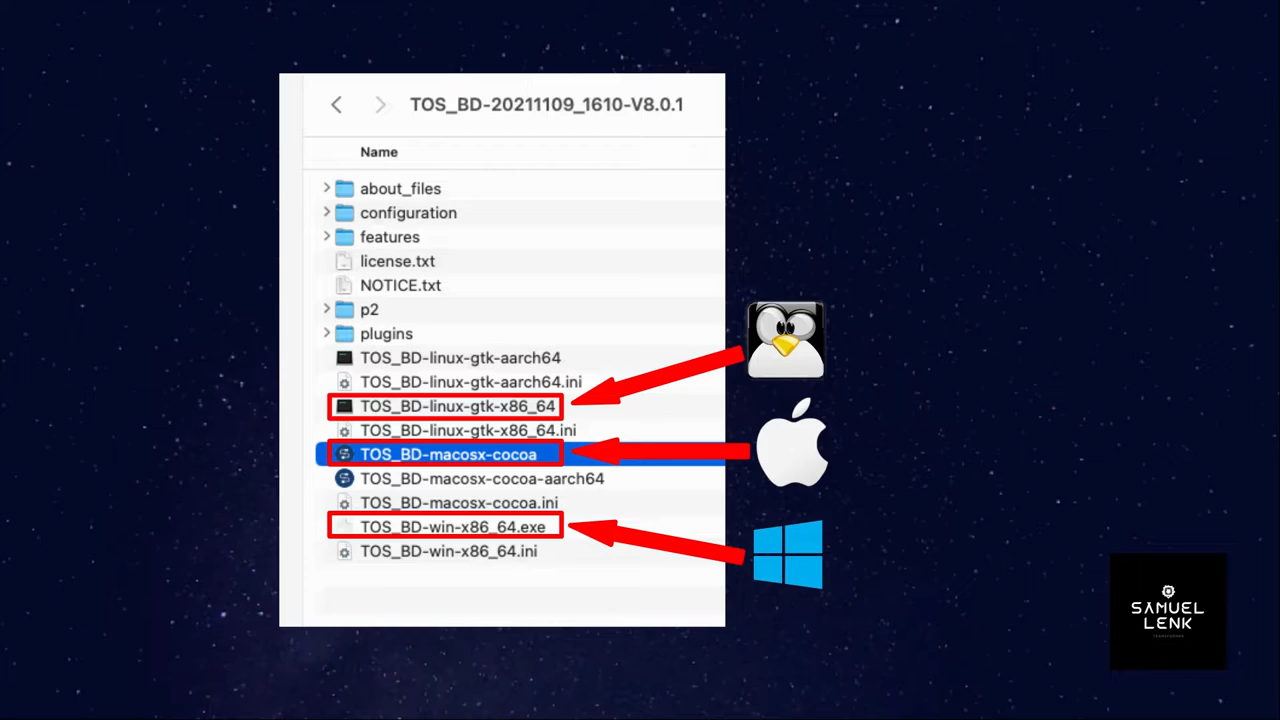 TOS_BD-20211109_1610-V8.0.1
Name
about_files
configuration
features
license.txt
NOTICE.txt
p2
plugins
TOS_BD-linux-gtk-aarch64
TOS_BD-linux-gtk-aarch64.ini
TOS_BD-linux-gtk-x86_64
TOS_BD-linux-gtk-x86_64.ini
TOS_BD-macosx-cocoa
TOS_BD-macosx-cocoa-aarch64
TOS_BD-macosx-cocoa.ini
TOS_BD-win-x86_64.exe
TOS_BD-win-x86_64.ini
SAMUEL
LENK